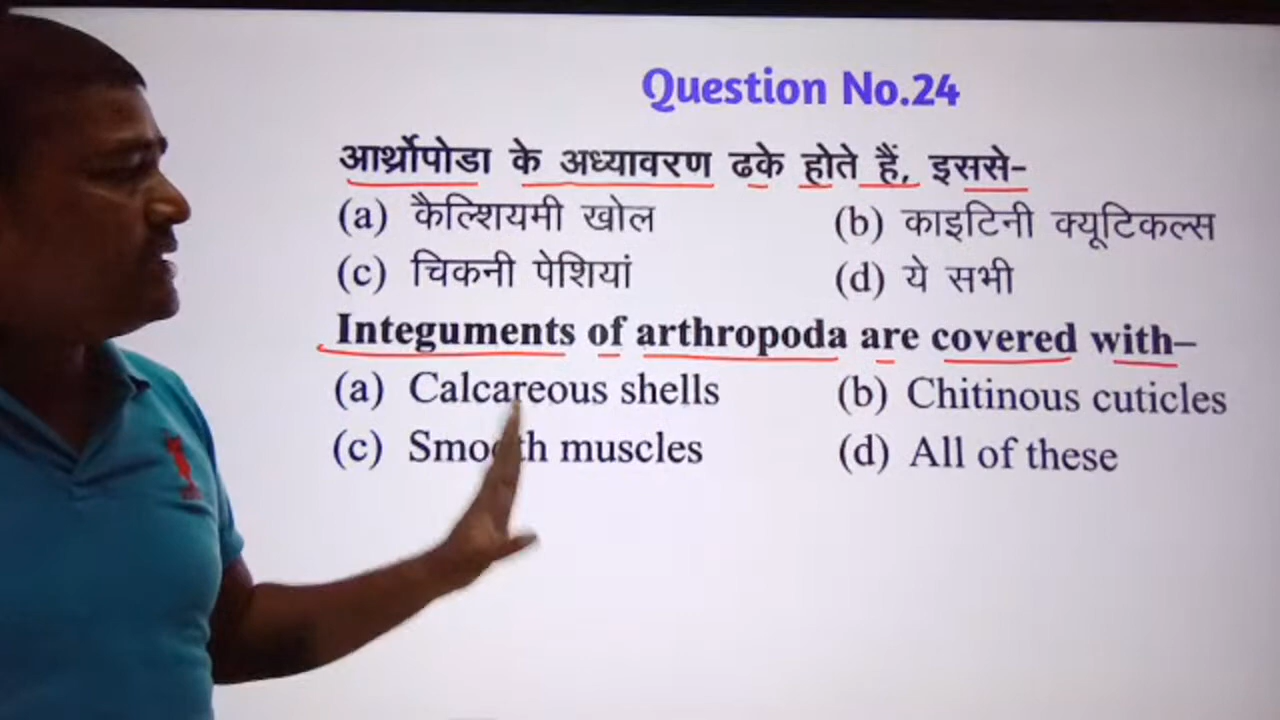 Question No.24
आर्थ्रोपोडा के अध्यावरण ढके होते हैं, इससे-
(a) कैल्शियमी खोल (b) काइटिनी क्यूटिकल्स
(c) चिकनी पेशियां (d) ये सभी
Integuments of arthropoda are covered with–
(a) Calcareous shells (b) Chitinous cuticles
(c) Smooth muscles (d) All of these